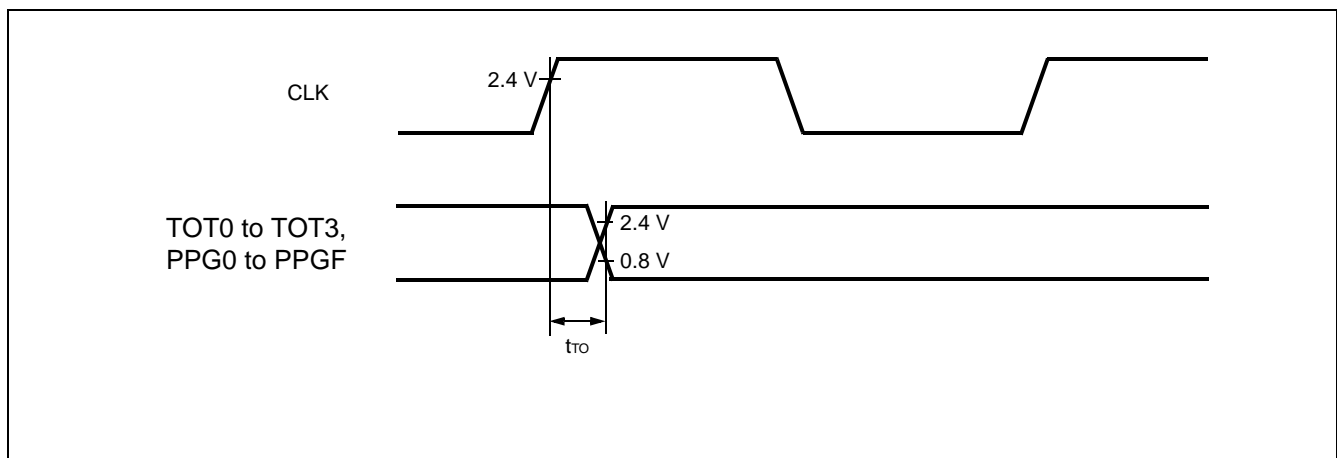 2.4 V
CLK
TOT0 to TOT3,
PPG0 to PPGF
2.4 V
0.8 V
tTO